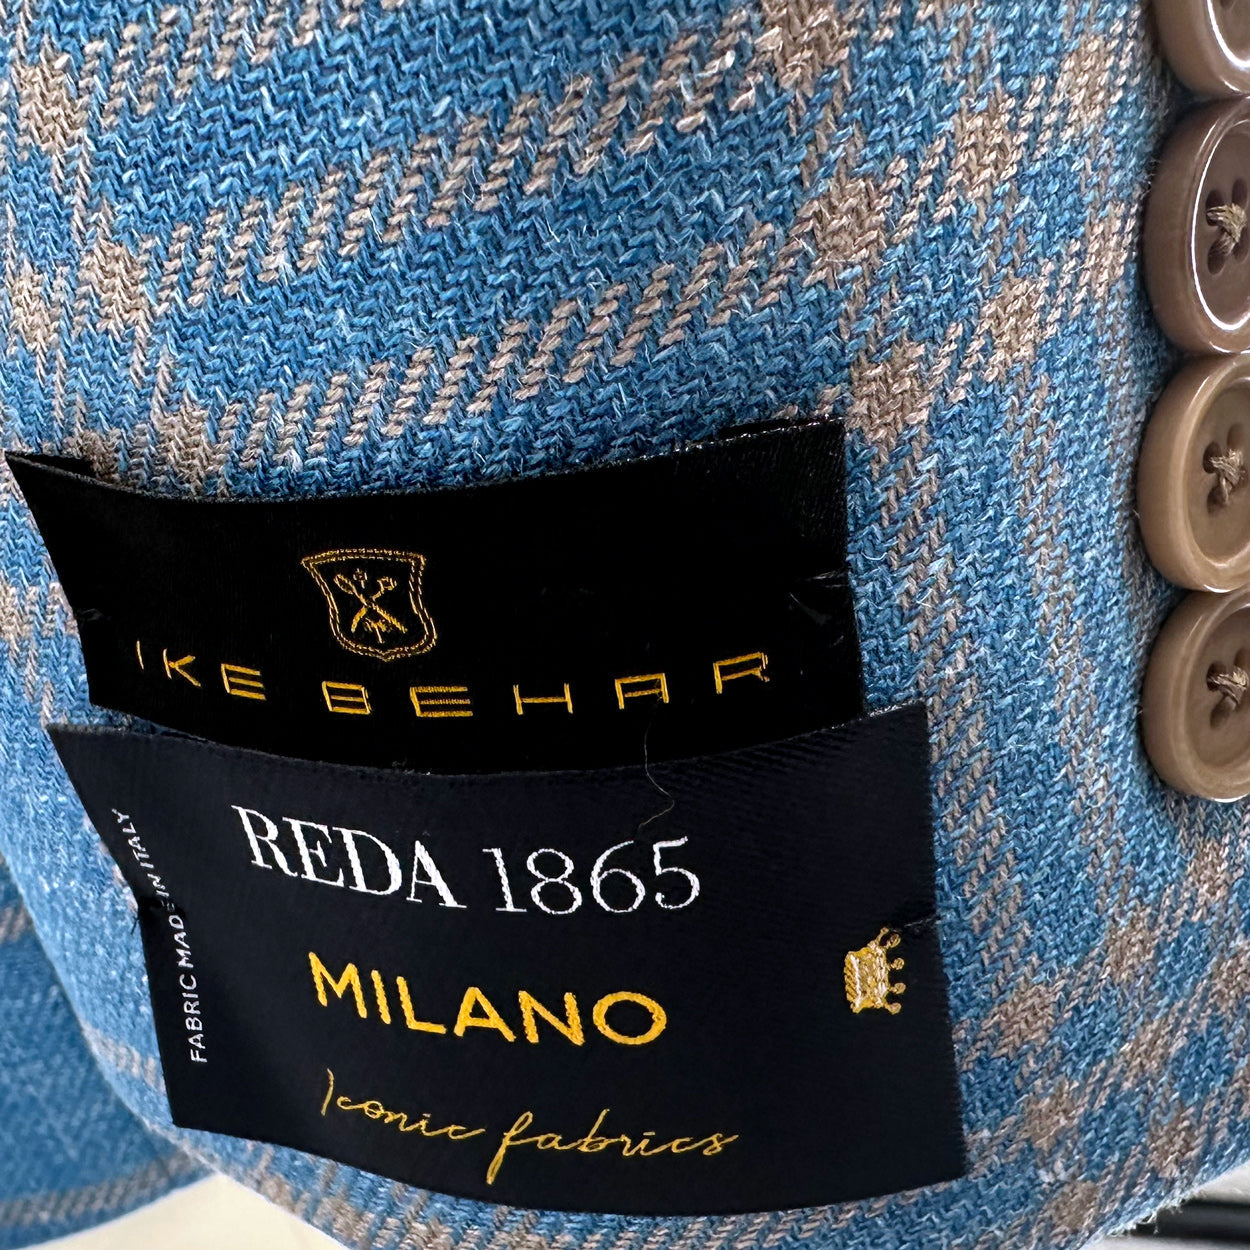 IKE BEHAR
REDA 1865
MILANO
Iconic fabrics
FABRIC MADE IN ITALY